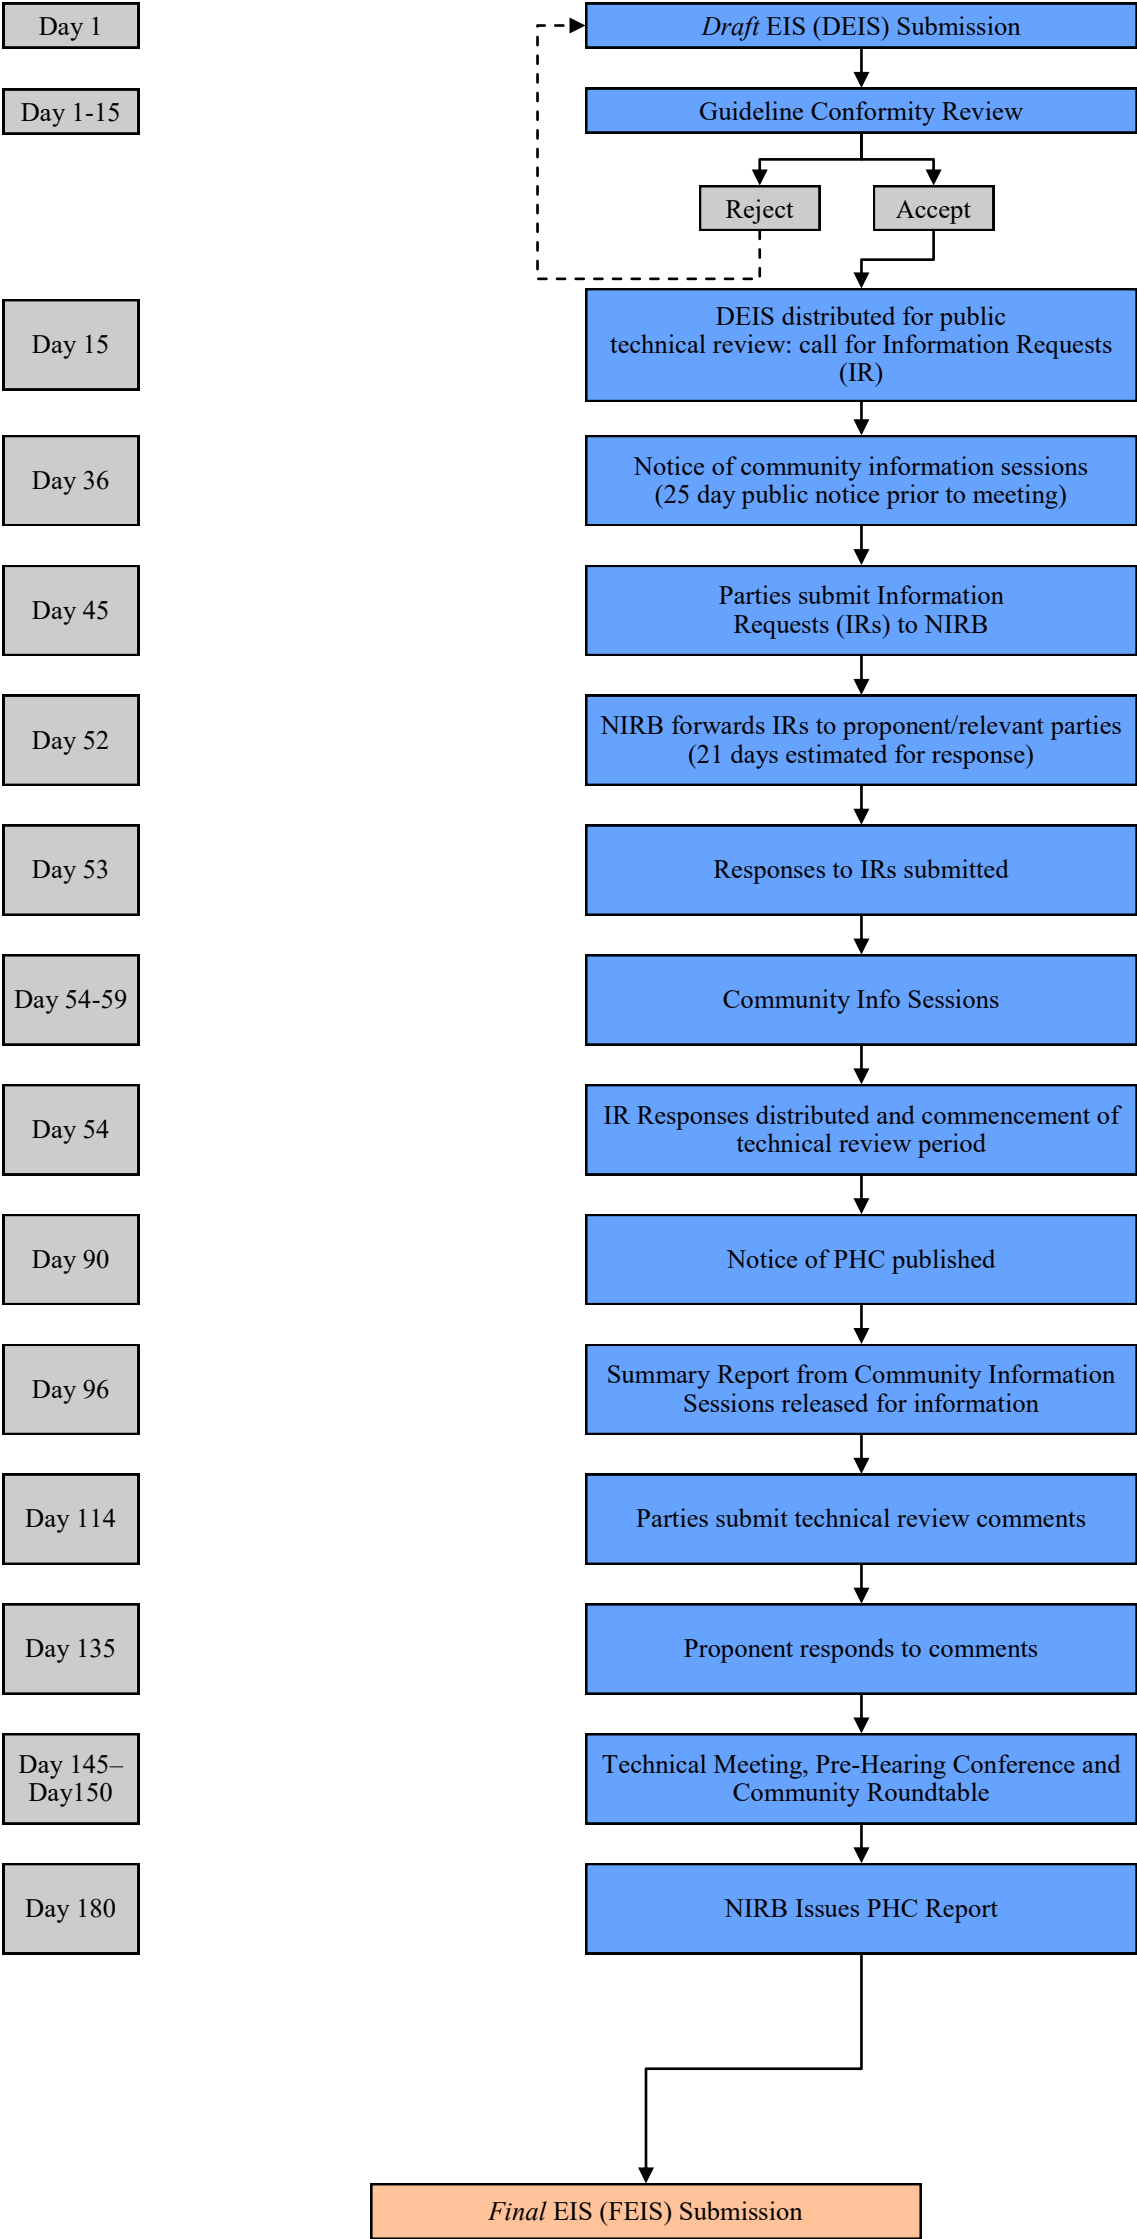 Day 1
Draft EIS (DEIS) Submission
Day 1-15
Guideline Conformity Review
Reject
Accept
Day 15
DEIS distributed for public
technical review: call for Information Requests
(IR)
Day 36
Notice of community information sessions
(25 day public notice prior to meeting)
Day 45
Parties submit Information
Requests (IRs) to NIRB
Day 52
NIRB forwards IRs to proponent/relevant parties
(21 days estimated for response)
Day 53
Responses to IRs submitted
Day 54-59
Community Info Sessions
Day 54
IR Responses distributed and commencement of
technical review period
Day 90
Notice of PHC published
Day 96
Summary Report from Community Information
Sessions released for information
Day 114
Parties submit technical review comments
Day 135
Proponent responds to comments
Day 145–
Day150
Technical Meeting, Pre-Hearing Conference and
Community Roundtable
Day 180
NIRB Issues PHC Report
Final EIS (FEIS) Submission